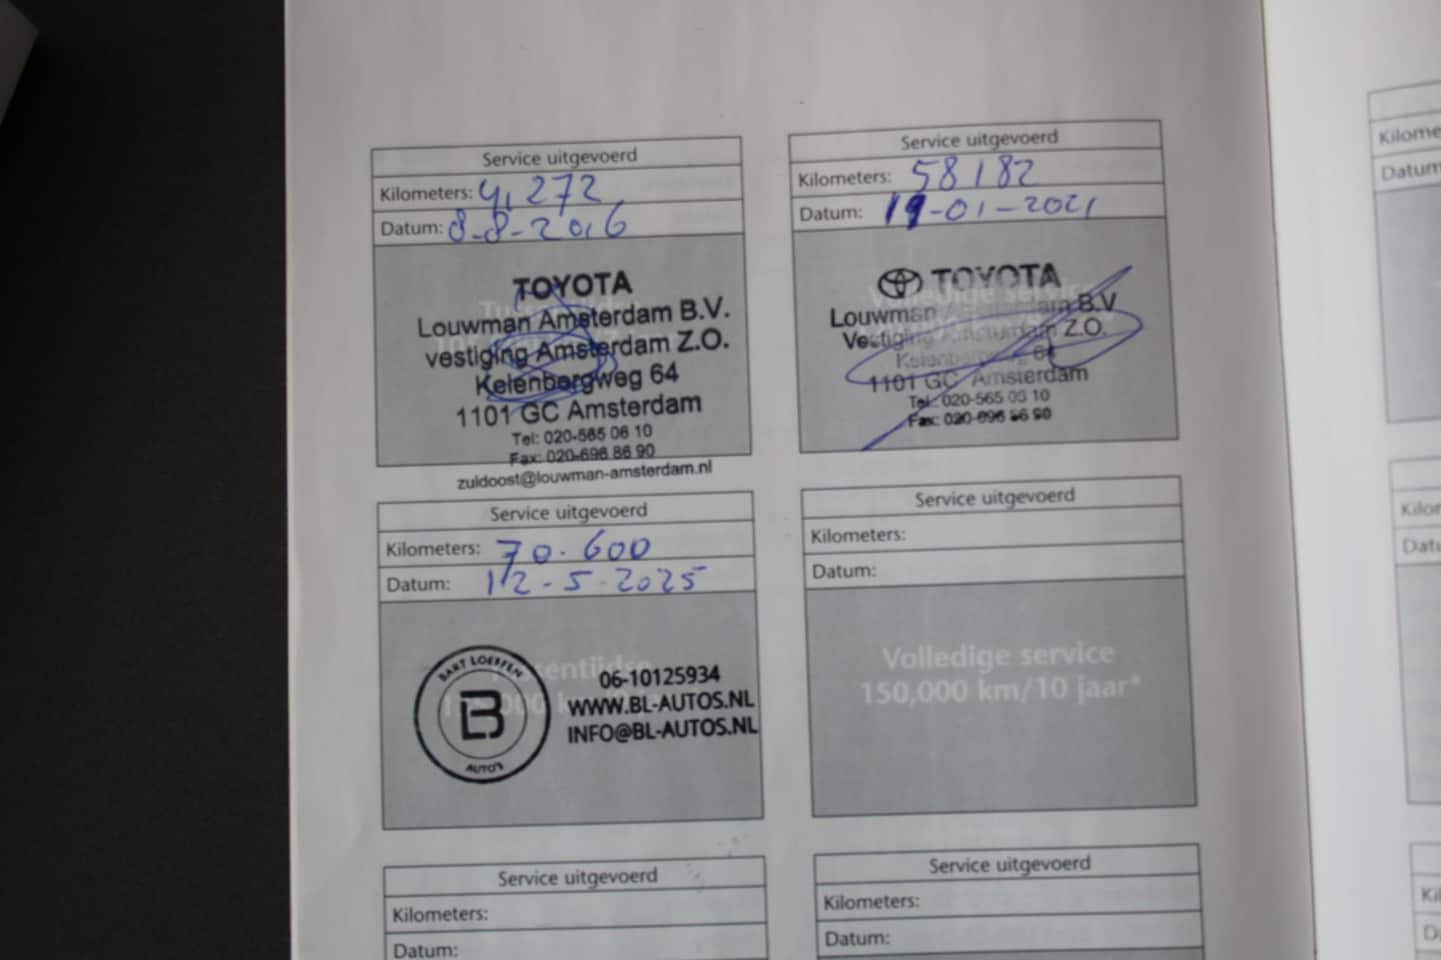 Service uitgevoerd
Kilometers: 41,272
Datum: 8-8-2016
TOYOTA
Louwman Amsterdam B.V.
vestiging Amsterdam Z.O.
Kelenbergweg 64
1101 GC Amsterdam
Tel: 020-565 06 10
Fax: 020-696 86 90
zuidoost@louwman-amsterdam.nl
Service uitgevoerd
Kilometers: 58182
Datum: 19-01-2021
TOYOTA
Louwman Amsterdam B.V
Vestiging Amsterdam Z.O.
Kelenbergweg 64
1101 GC Amsterdam
Tel.: 020-565 06 10
Fax: 020-696 86 90
Service uitgevoerd
Kilometers: 70.600
Datum: 12-5-2025
BART LOEFFEN
B
AUTO'S
06-10125934
WWW.BL-AUTOS.NL
INFO@BL-AUTOS.NL
Service uitgevoerd
Kilometers:
Datum:
Volledige service
150,000 km/10 jaar*
Service uitgevoerd
Kilometers:
Datum:
Service uitgevoerd
Kilometers:
Datum: